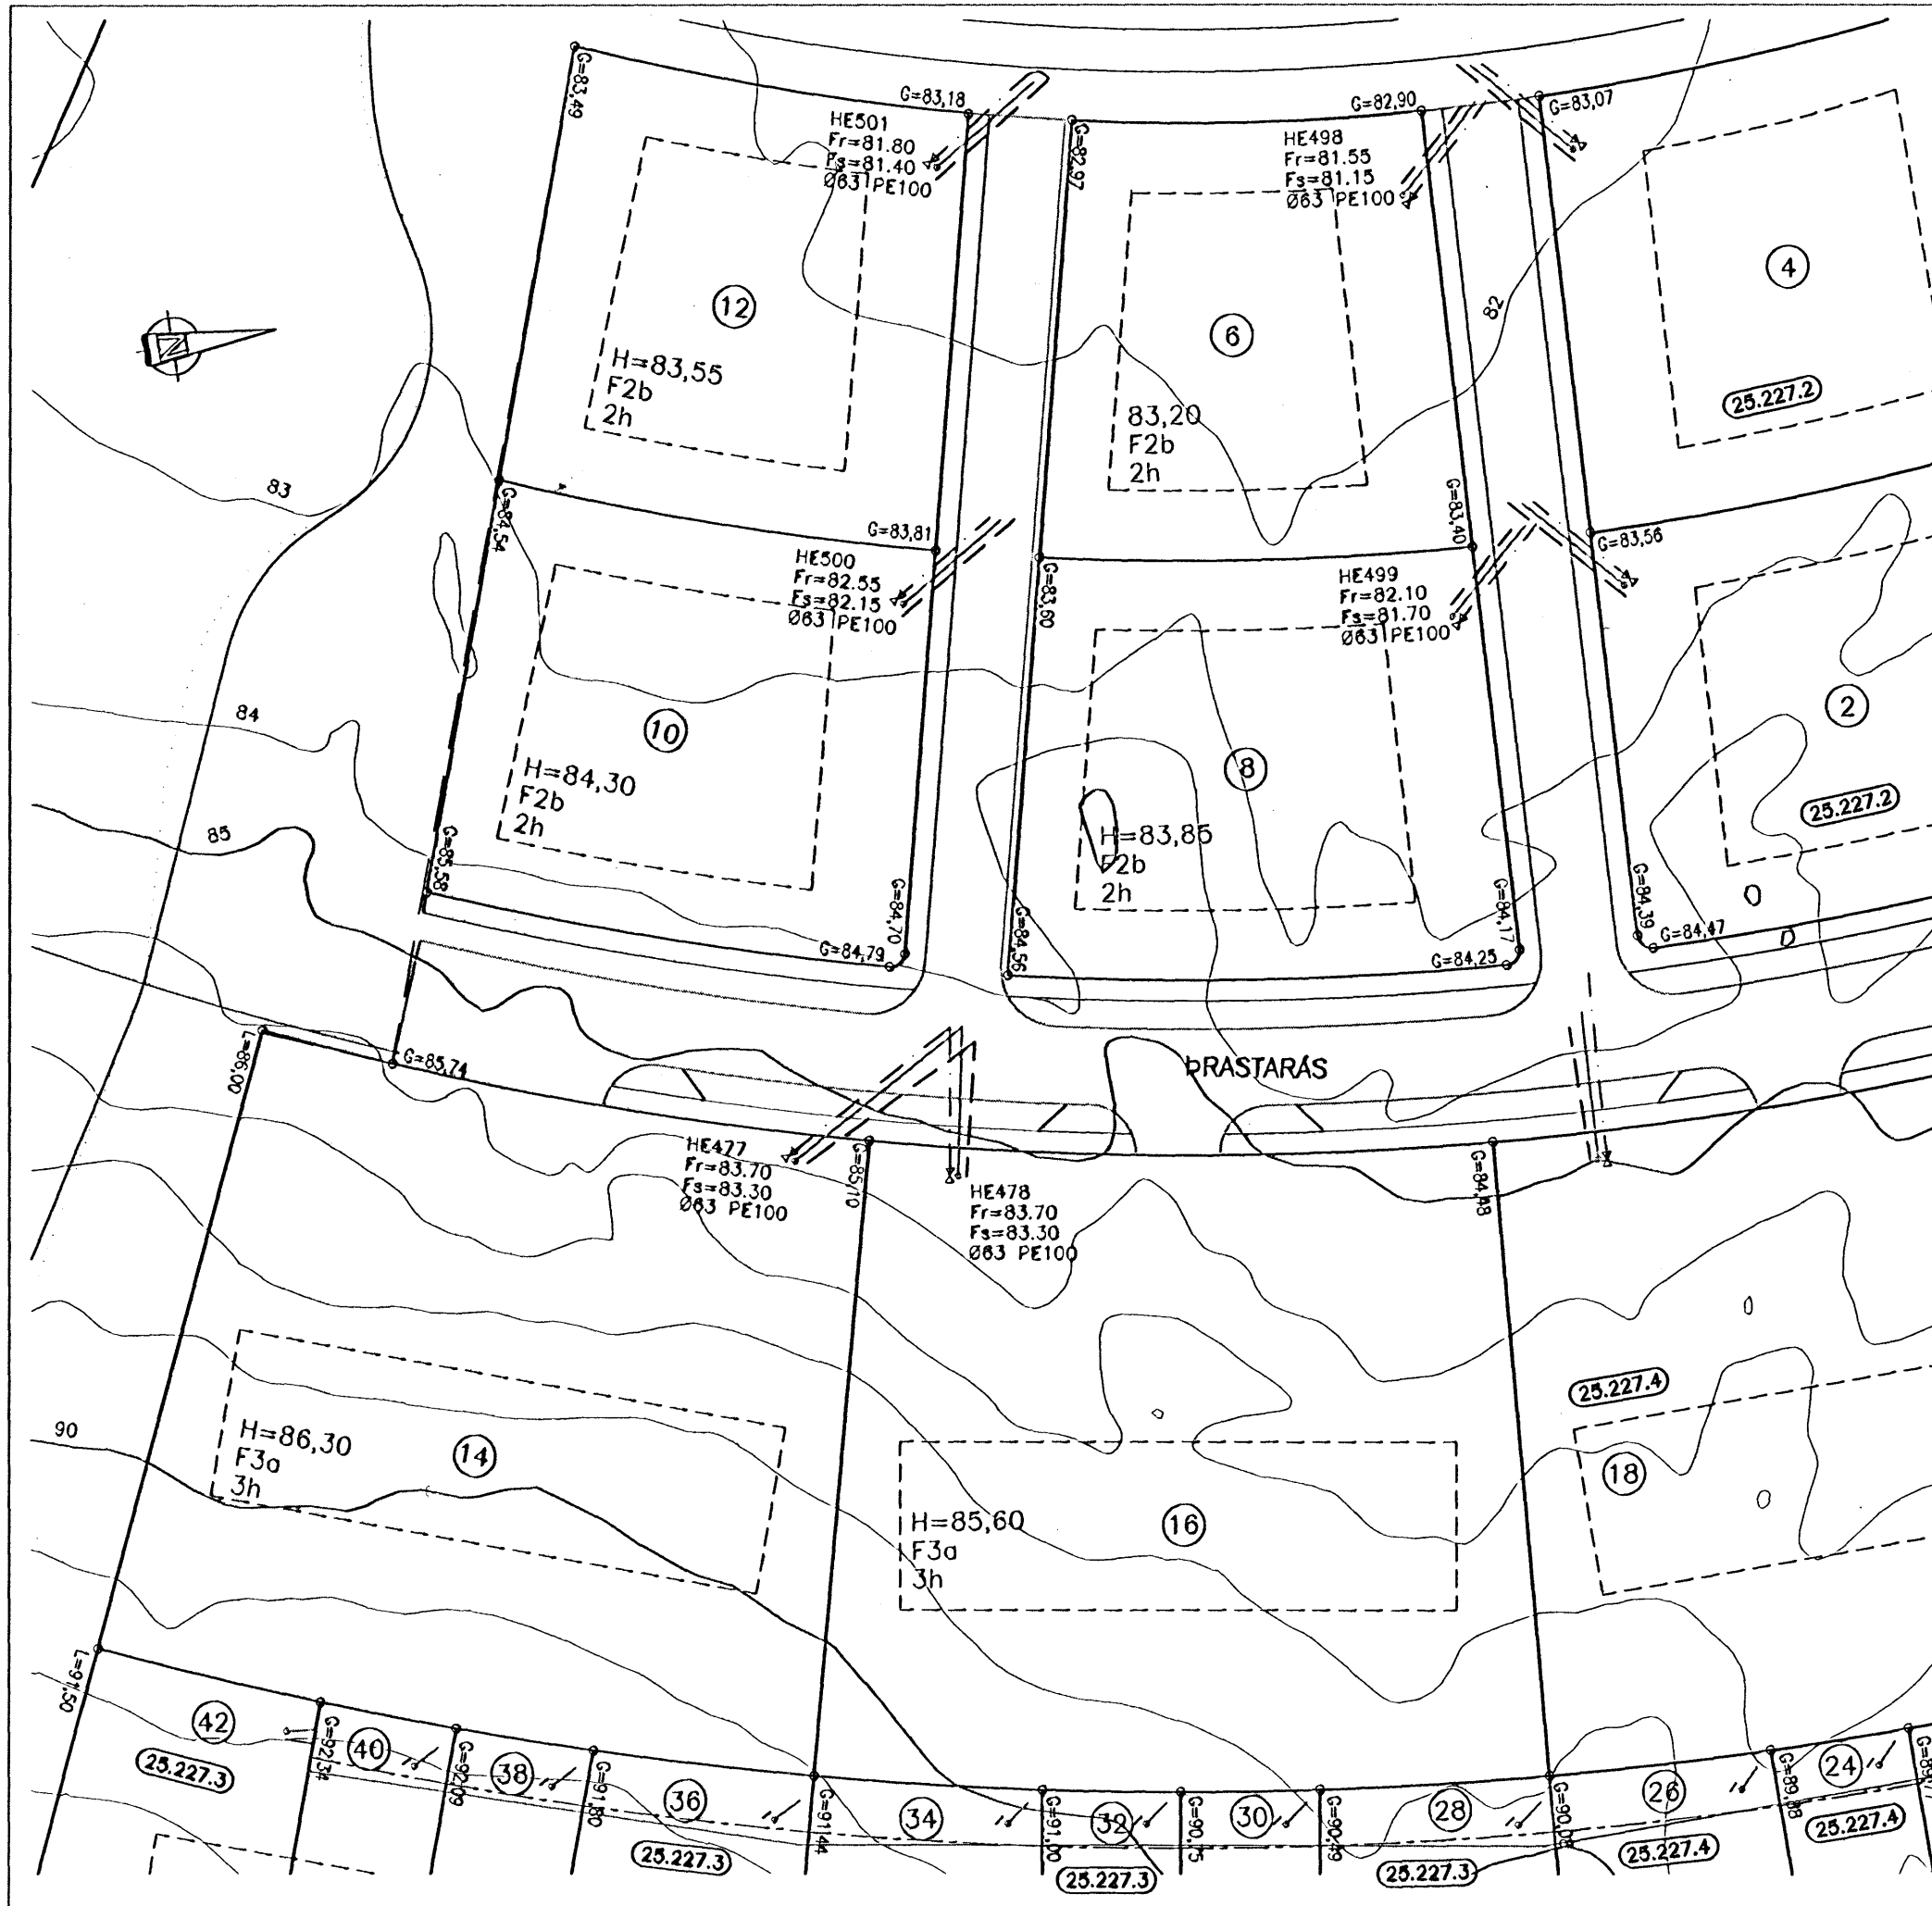 G=83,49
G=83,18
HE501
Fr=81.80
Fs=81.40
Ø63 PE100
G=82,97
G=82,90
HE498
Fr=81.55
Fs=81.15
Ø63 PE100
G=83,07
12
H=83,55
F2b
2h
6
83,20
F2b
2h
82
4
25.227.2
N
83
G=84,54
G=83,81
HE500
Fr=82.55
Fs=82.15
Ø63 PE100
G=83,60
G=83,40
HE499
Fr=82.10
Fs=81.70
Ø63 PE100
G=83,56
84
10
H=84,30
F2b
2h
8
H=83,85
F2b
2h
2
25.227.2
85
G=85,58
G=84,70
G=84,79
G=84,56
G=84,17
G=84,25
G=84,39
G=84,47
L=86,00
G=85,74
ÞRASTARÁS
HE477
Fr=83.70
Fs=83.30
Ø63 PE100
G=85,10
HE478
Fr=83.70
Fs=83.30
Ø63 PE100
G=84,48
90
H=86,30
F3a
3h
14
H=85,60
F3a
3h
16
25.227.4
18
L=91,50
42
25.227.3
G=92,34
40
G=92,09
38
G=91,80
36
25.227.3
G=91,44
34
G=91,00
32
25.227.3
G=90,75
30
G=90,49
28
25.227.3
G=90,08
26
25.227.4
G=89,88
24
25.227.4